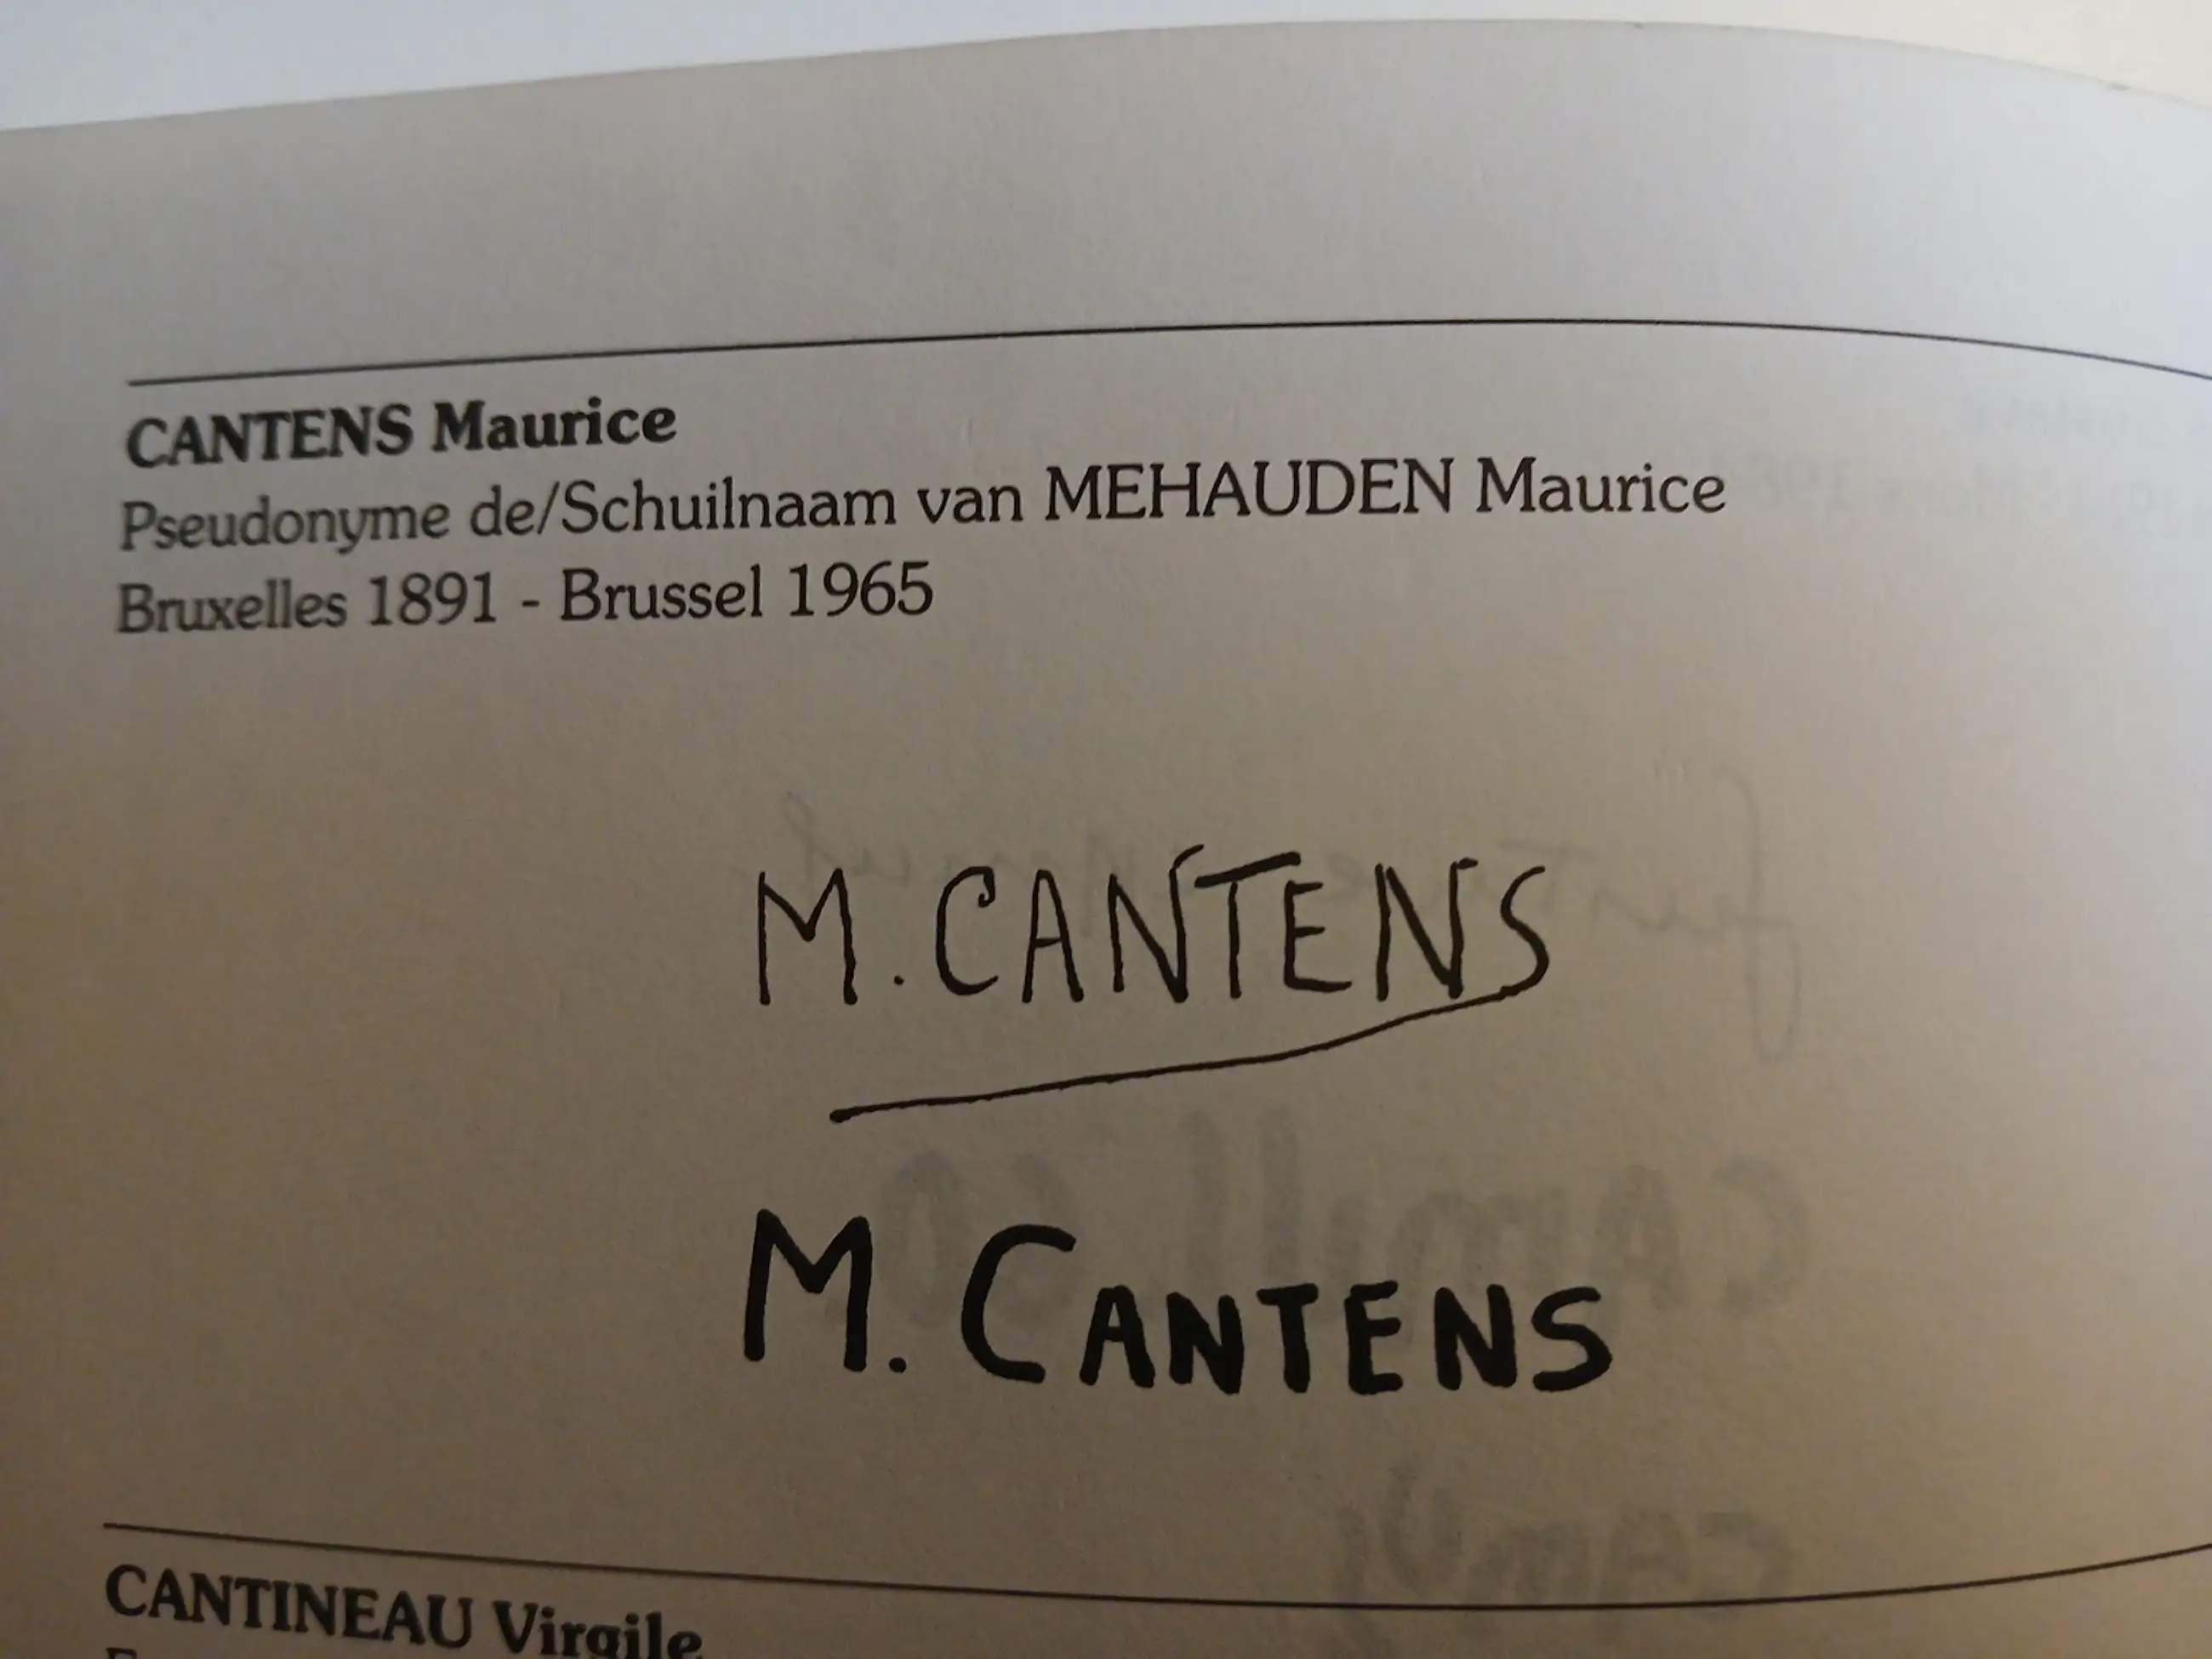 CANTENS Maurice
Pseudonyme de/Schuilnaam van MEHAUDEN Maurice
Bruxelles 1891 - Brussel 1965
M. CANTENS
M. CANTENS
CANTINEAU Virgile